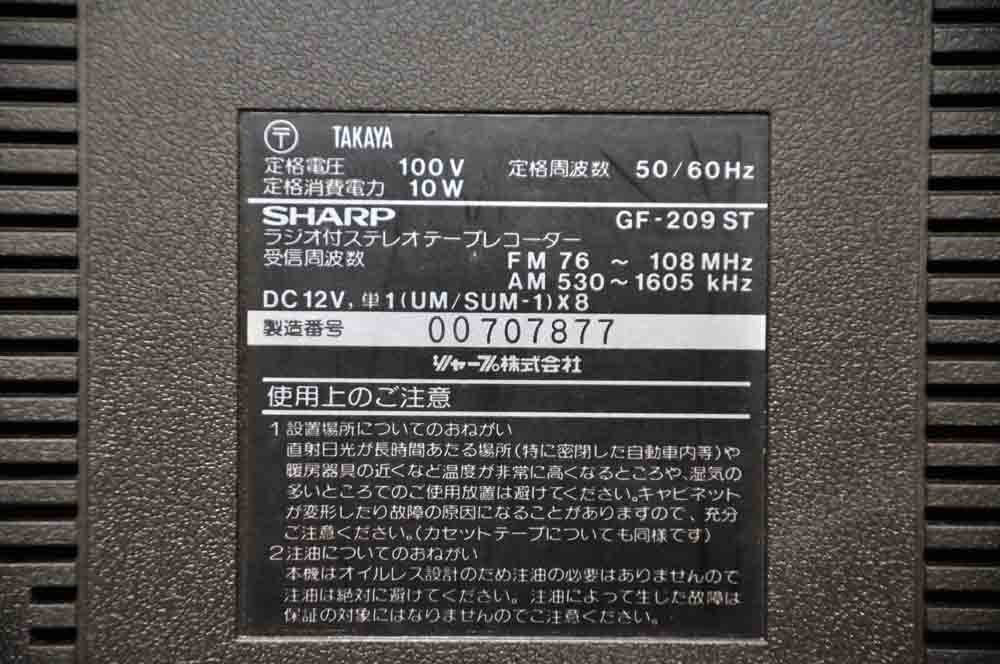 〒 TAKAYA
定格電圧 100V 定格周波数 50/60Hz
定格消費電力 10W
SHARP GF-209 ST
ラジオ付ステレオテープレコーダー
受信周波数 FM 76 ~ 108 MHz
AM 530~1605 kHz
DC12V, 単1(UM/SUM-1)X8
製造番号 00707877
シャープ株式会社
使用上のご注意
1 設置場所についてのおねがい
直射日光が長時間あたる場所(特に密閉した自動車内等)や
暖房器具の近くなど温度が非常に高くなるところや、湿気の
多いところでのご使用放置は避けてください。キャビネット
が変形したり故障の原因になることがありますので、充分
ご注意ください。(カセットテープについても同様です)
2 注油についてのおねがい
本機はオイルレス設計のため注油の必要はありませんので
注油は絶対に避けてください。注油によって生じた故障は
保証の対象にはなりませんのでご注意ください。